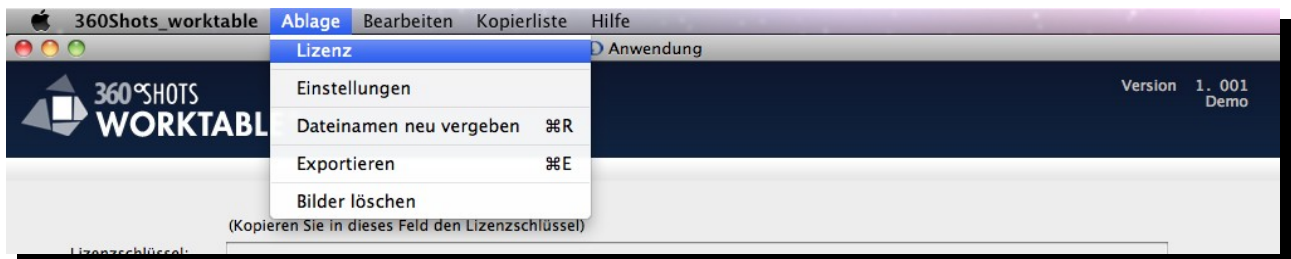 360Shots_worktable Ablage Bearbeiten Kopierliste Hilfe
Anwendung
Lizenz
Einstellungen
Dateinamen neu vergeben ⌘R
Exportieren ⌘E
Bilder löschen
360°SHOTS
WORKTABL
Version 1. 001
Demo
(Kopieren Sie in dieses Feld den Lizenzschlüssel)
Lizenzschlüssel: